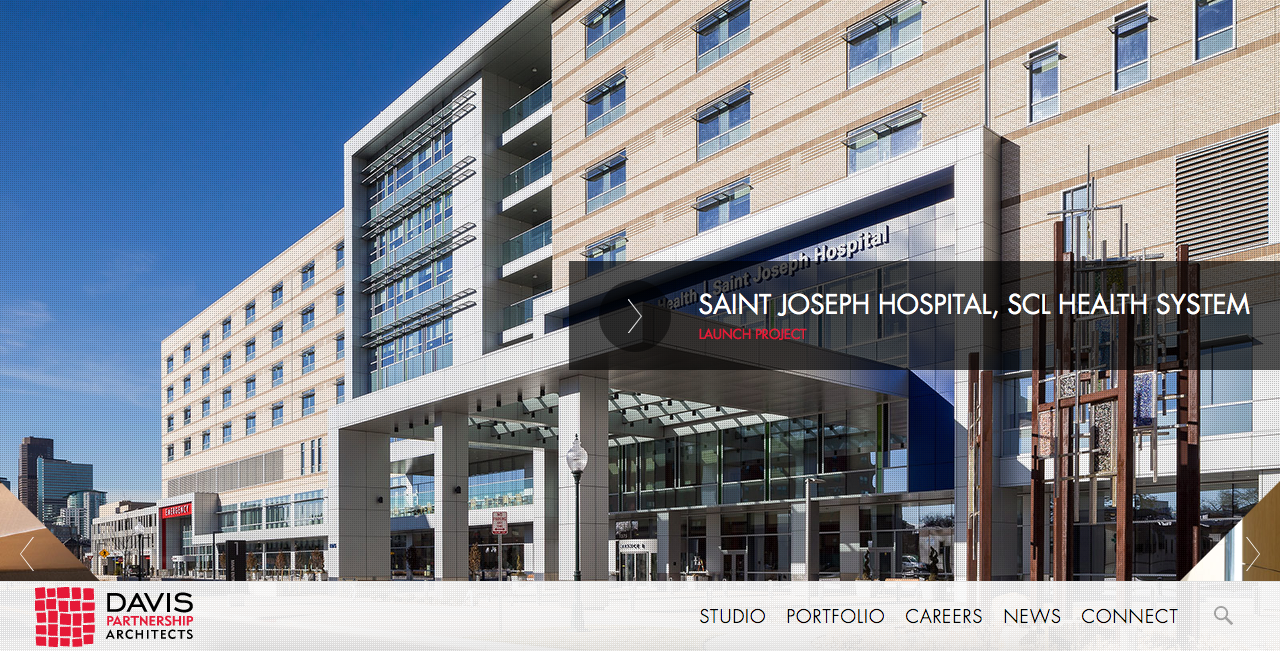 Health | Saint Joseph Hospital
SAINT JOSEPH HOSPITAL, SCL HEALTH SYSTEM
LAUNCH PROJECT
EMERGENCY
DAVIS
PARTNERSHIP
ARCHITECTS
STUDIO PORTFOLIO CAREERS NEWS CONNECT